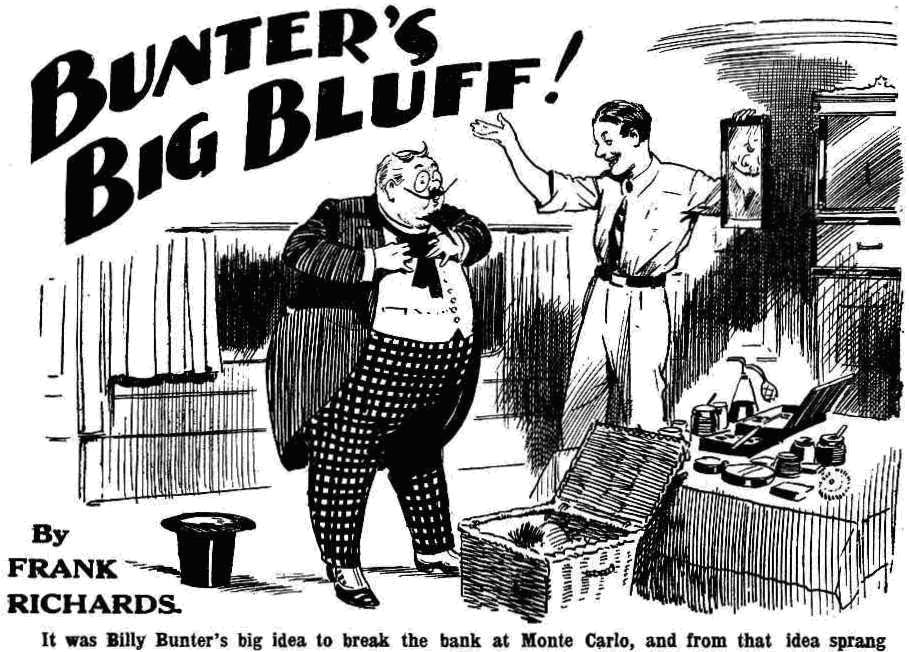 BUNTER'S
BIG BLUFF!
By
FRANK
RICHARDS.
It was Billy Bunter's big idea to break the bank at Monte Carlo, and from that idea sprang